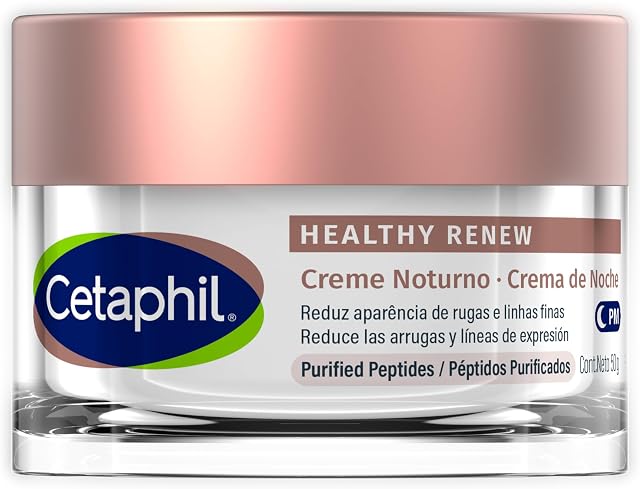 Cetaphil®
HEALTHY RENEW
Creme Noturno · Crema de Noche
Reduz aparência de rugas e linhas finas
Reduce las arrugas y líneas de expresión
PM
Purified Peptides / Péptidos Purificados
Cont.Neto 50 g